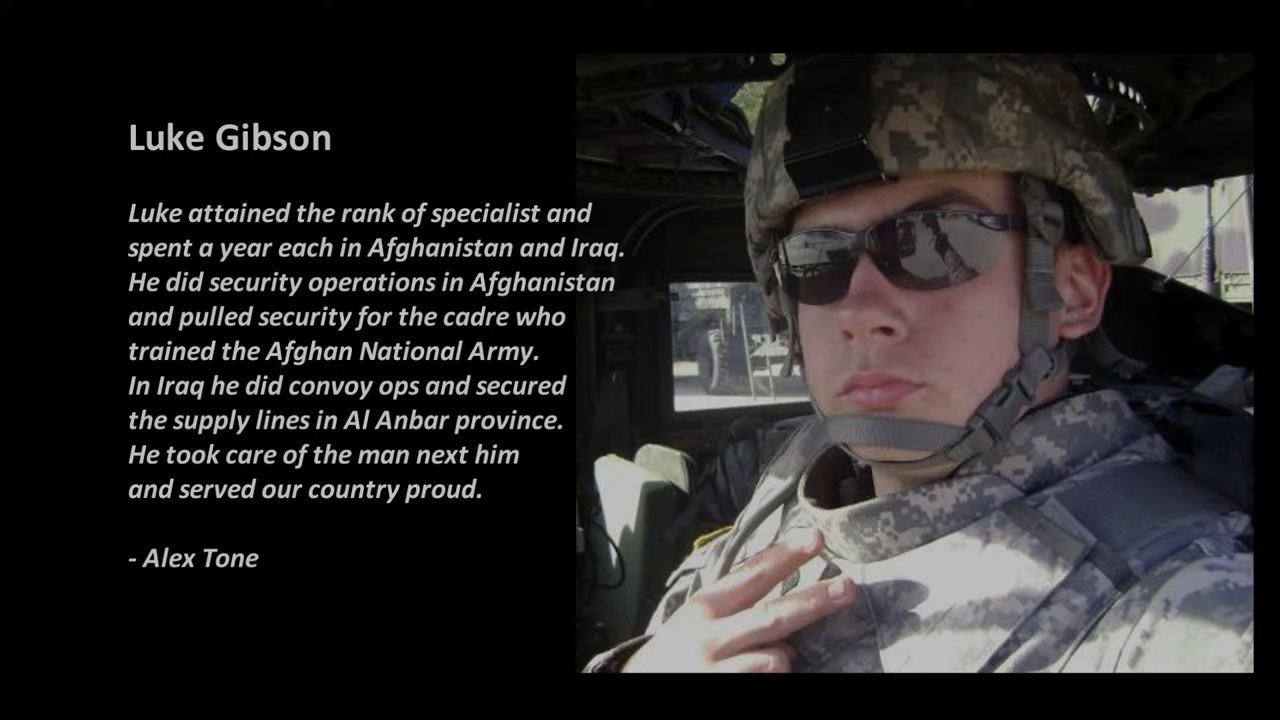 Luke Gibson
Luke attained the rank of specialist and
spent a year each in Afghanistan and Iraq.
He did security operations in Afghanistan
and pulled security for the cadre who
trained the Afghan National Army.
In Iraq he did convoy ops and secured
the supply lines in Al Anbar province.
He took care of the man next him
and served our country proud.
- Alex Tone